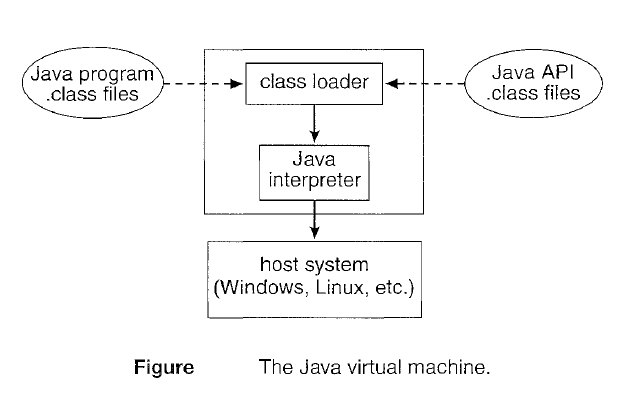 Java program
.class files
class loader
Java API
.class files
Java
interpreter
host system
(Windows, Linux, etc.)
Figure The Java virtual machine.